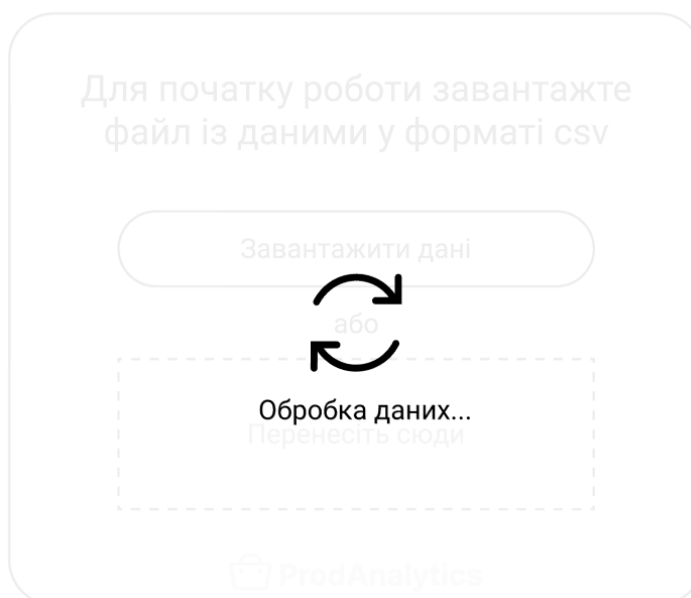 Для початку роботи завантажте
файл із даними у форматі csv
Завантажити дані
або
Обробка даних...
Перенесіть сюди
ProdAnalytics